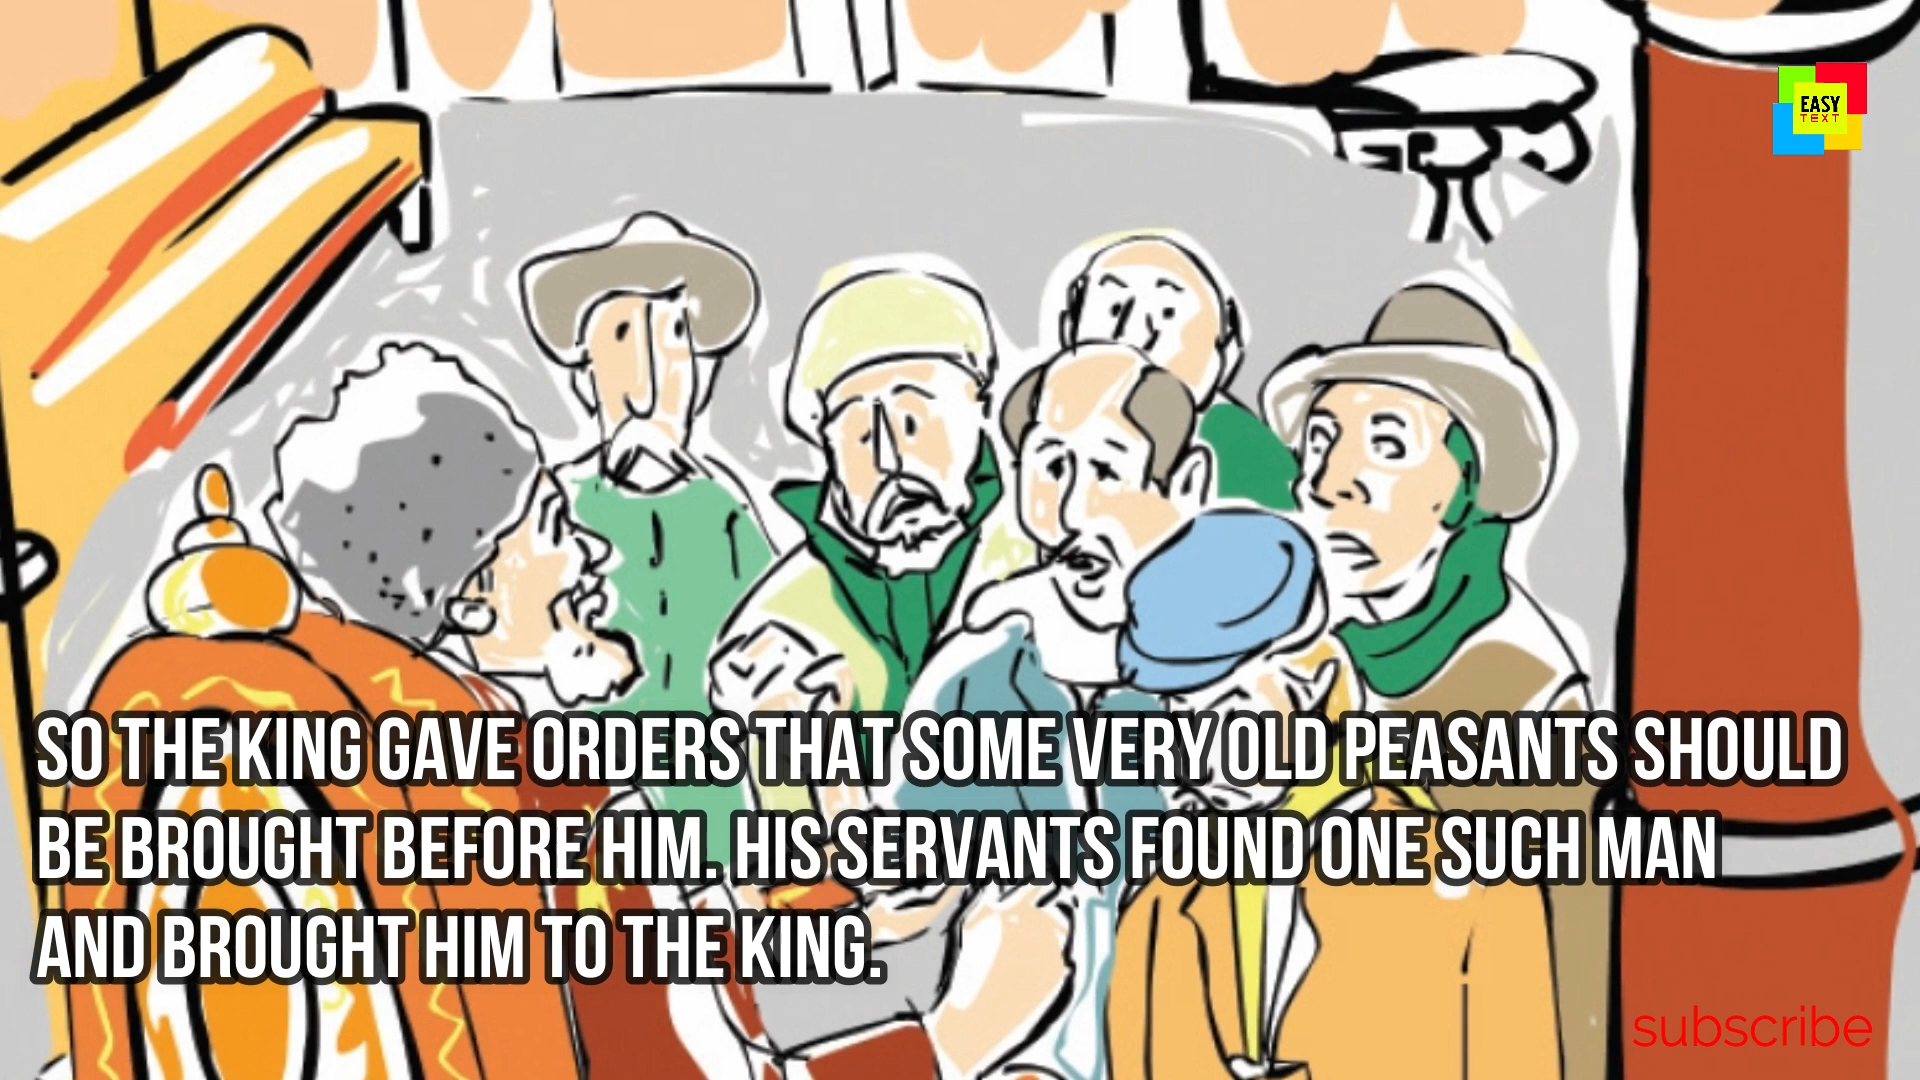 EASY
TEXT
SO THE KING GAVE ORDERS THAT SOME VERY OLD PEASANTS SHOULD
BE BROUGHT BEFORE HIM. HIS SERVANTS FOUND ONE SUCH MAN
AND BROUGHT HIM TO THE KING.
subscribe